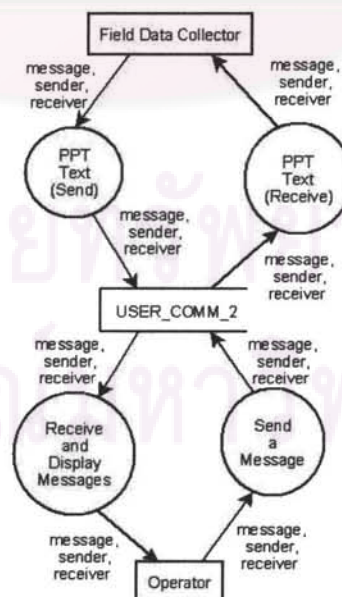 Field Data Collector
message,
sender,
receiver
message,
sender,
receiver
PPT
Text
(Send)
PPT
Text
(Receive)
message,
sender,
receiver
message,
sender,
receiver
USER_COMM_2
message,
sender,
receiver
message,
sender,
receiver
Receive
and
Display
Messages
Send
a
Message
message,
sender,
receiver
message,
sender,
receiver
Operator